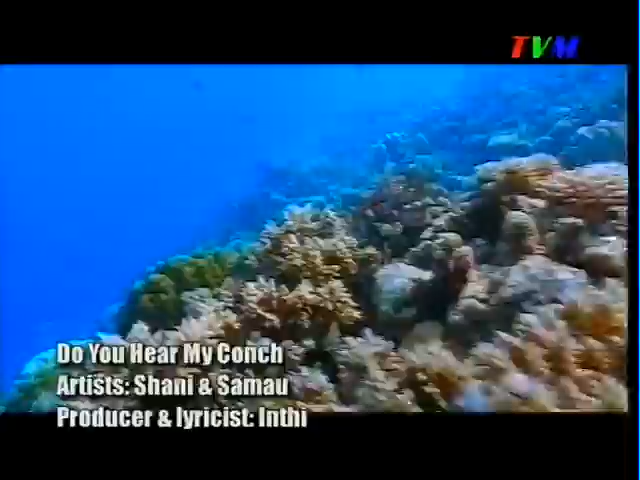 TVM
Do You Hear My Conch
Artists: Shani & Samau
Producer & lyricist: Inthi